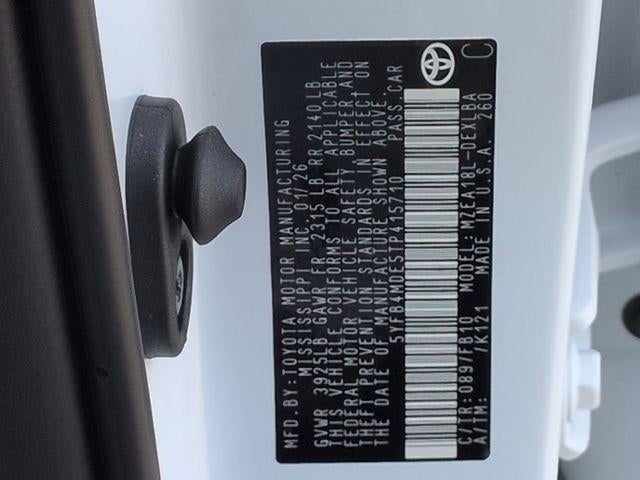 MFD.BY:TOYOTA MOTOR MANUFACTURING
MISSISSIPPI INC. 01/26
GVWR 3925LB GAWR FR 2315 LB RR 2140LB
THIS VEHICLE CONFORMS TO ALL APPLICABLE
FEDERAL MOTOR VEHICLE SAFETY BUMPER AND
THEFT PREVENTION STANDARDS IN EFFECT ON
THE DATE OF MANUFACTURE SHOWN ABOVE.
5YFB4MDE5TP415710 PASS.CAR
C/TR:089/FB10 MODEL:MZEA18L-DEXLBA
A/TM: /K121 MADE IN U.S.A. 260
C